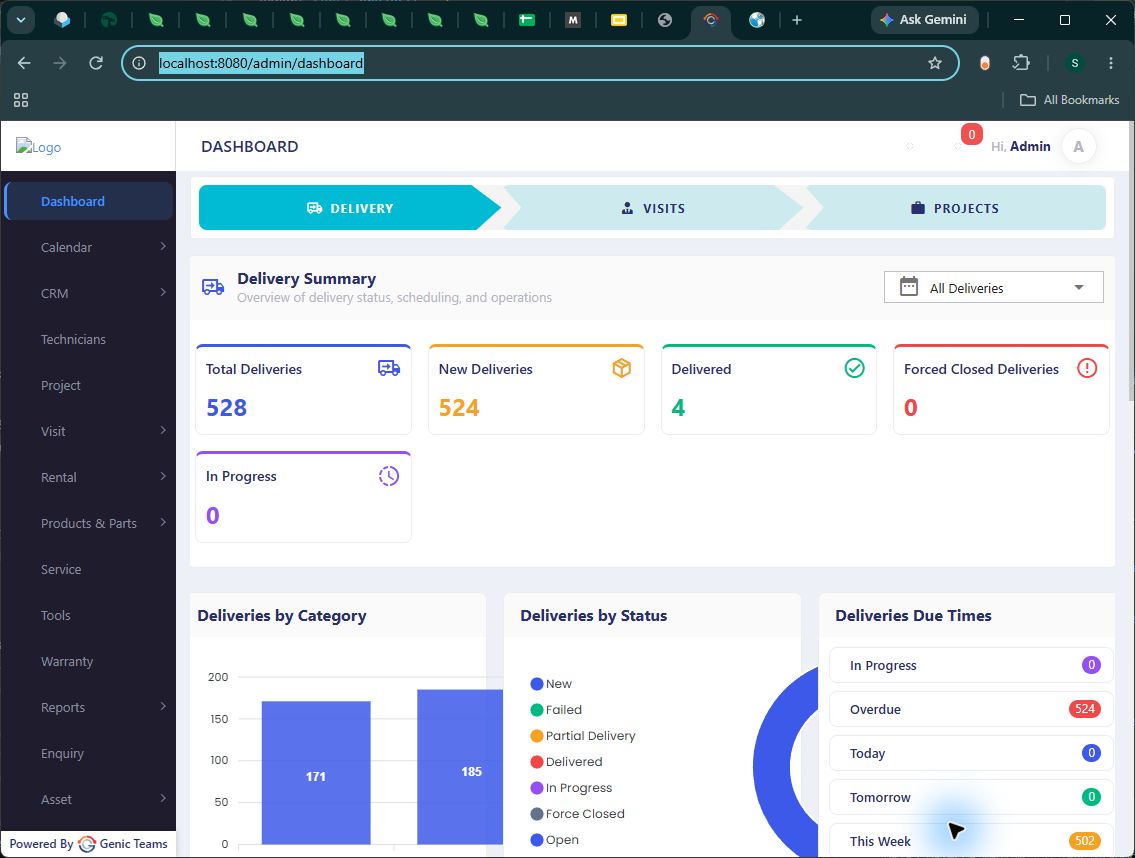 Ask Gemini
M
localhost:8080/admin/dashboard
S
All Bookmarks
Logo
DASHBOARD
0
Hi, Admin
A
Dashboard
Calendar
CRM
Technicians
Project
Visit
Rental
Products & Parts
Service
Tools
Warranty
Reports
Enquiry
Asset
Powered By Genic Teams
DELIVERY
VISITS
PROJECTS
Delivery Summary
Overview of delivery status, scheduling, and operations
All Deliveries
Total Deliveries
528
New Deliveries
524
Delivered
4
Forced Closed Deliveries
0
In Progress
0
Deliveries by Category
200
150
100
50
0
171
185
Deliveries by Status
New
Failed
Partial Delivery
Delivered
In Progress
Force Closed
Open
Deliveries Due Times
In Progress 0
Overdue 524
Today 0
Tomorrow 0
This Week 502